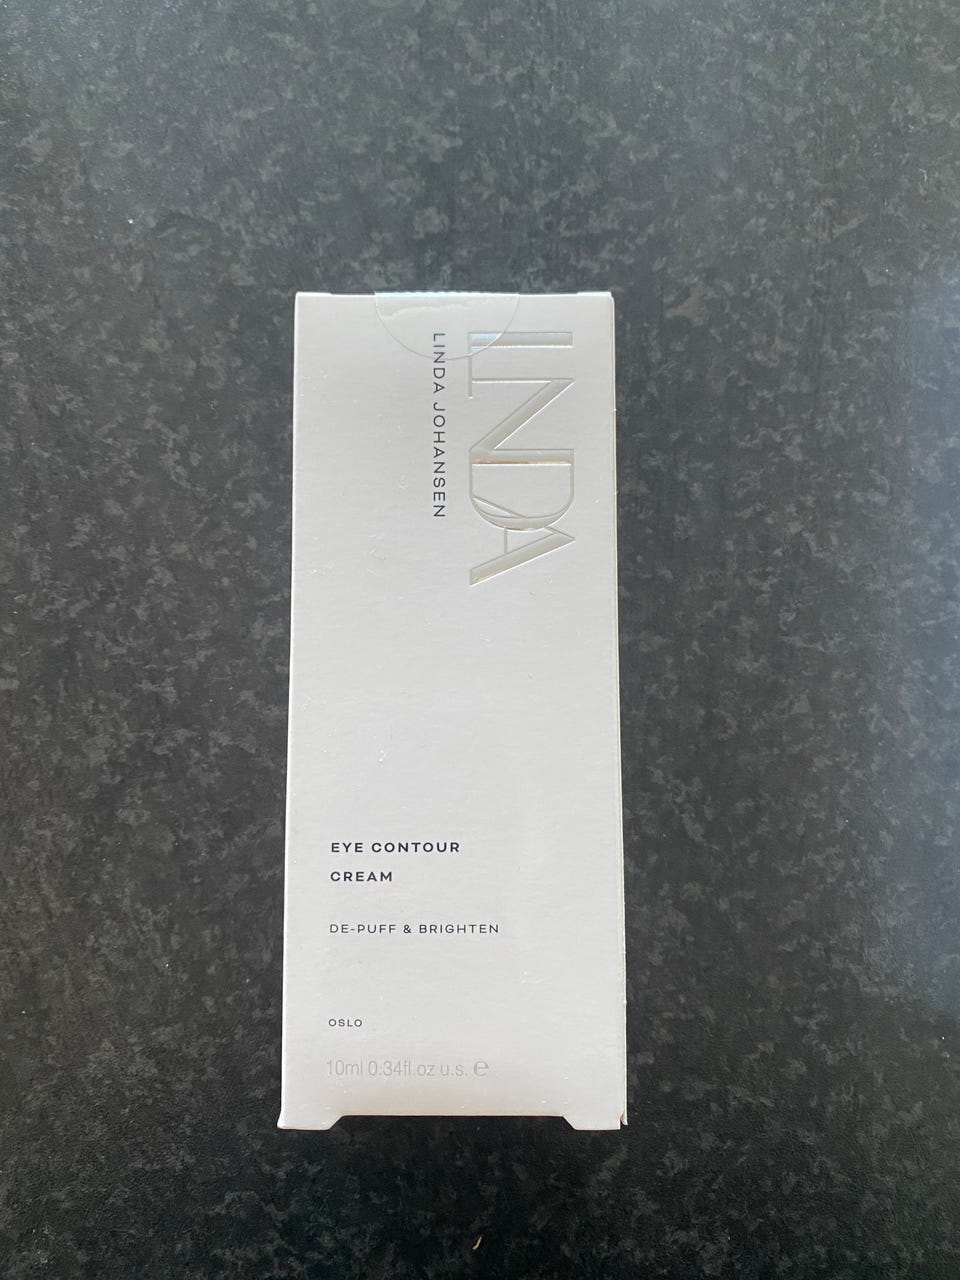 LINDA
LINDA JOHANSEN
EYE CONTOUR
CREAM
DE-PUFF & BRIGHTEN
OSLO
10ml 0.34fl.oz u.s. ℮